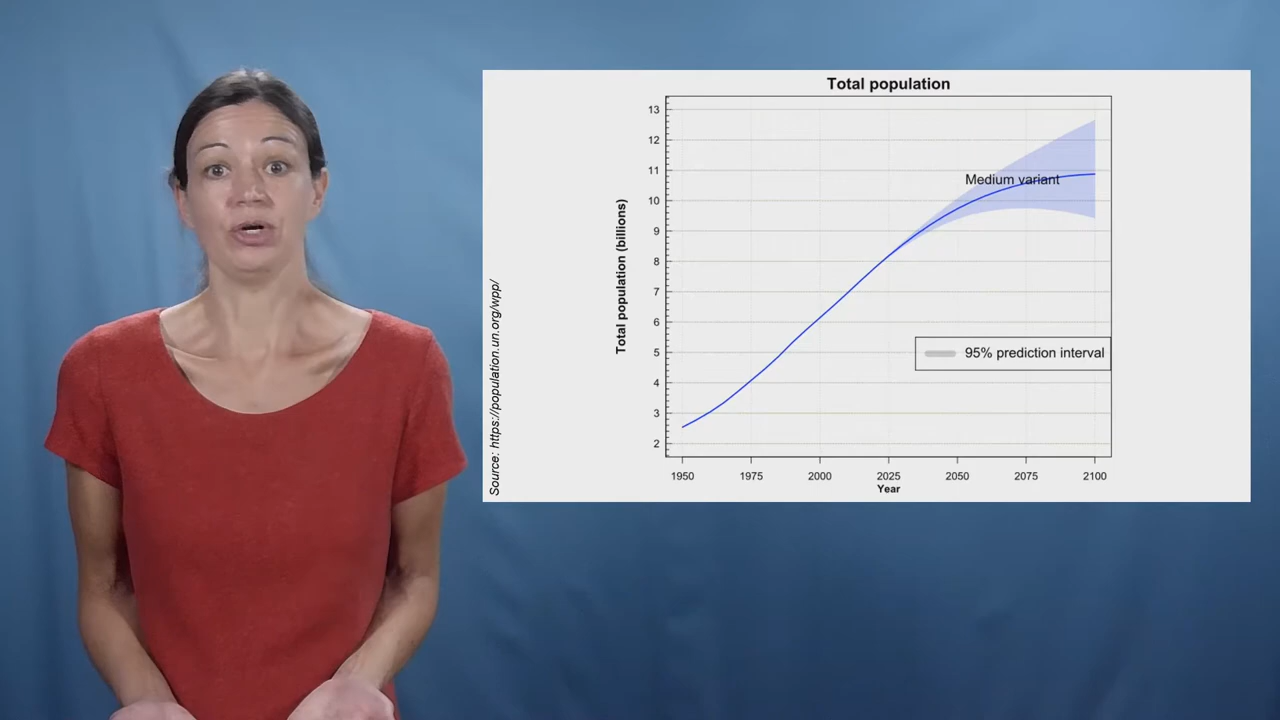 Total population
13
12
11
10
9
8
7
6
5
4
3
2
Total population (billions)
Medium variant
95% prediction interval
1950 1975 2000 2025 2050 2075 2100
Year
Source: https://population.un.org/wpp/